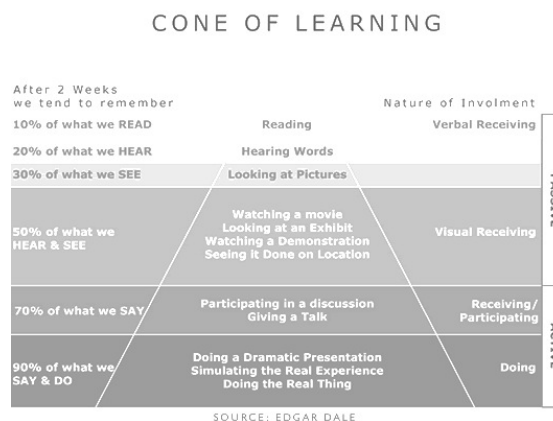 CONE OF LEARNING
After 2 Weeks
we tend to remember
Nature of Involment
10% of what we READ
Reading
Verbal Receiving
20% of what we HEAR
Hearing Words
30% of what we SEE
Looking at Pictures
50% of what we
HEAR & SEE
Watching a movie
Looking at an Exhibit
Watching a Demonstration
Seeing It Done on Location
Visual Receiving
70% of what we SAY
Participating in a discussion
Giving a Talk
Receiving/
Participating
90% of what we
SAY & DO
Doing a Dramatic Presentation
Simulating the Real Experience
Doing the Real Thing
Doing
SOURCE: EDGAR DALE